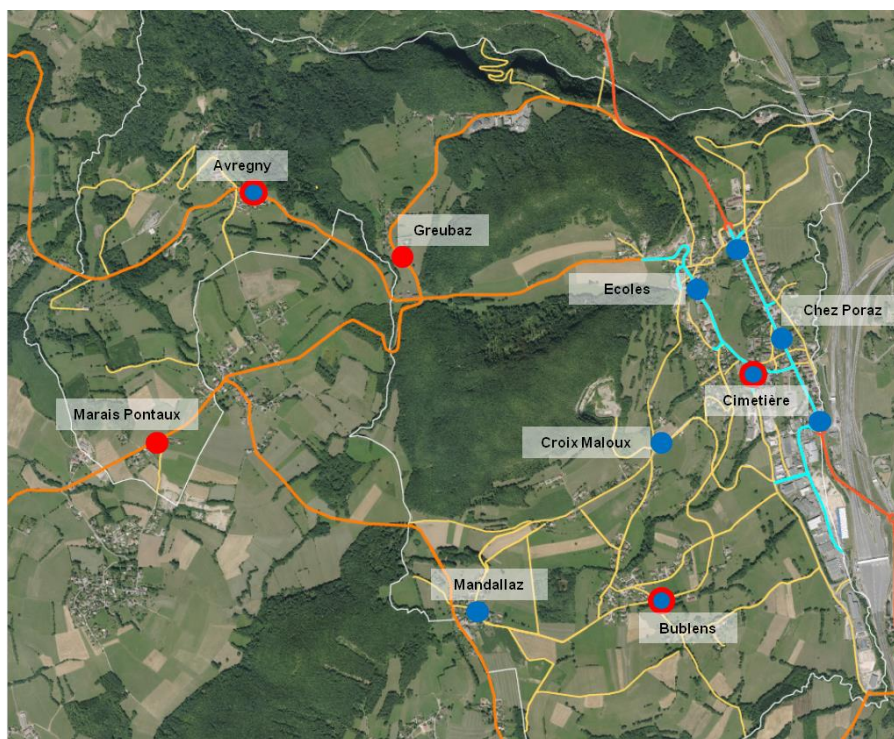 Avregny
Greubaz
Ecoles
Chez Poraz
Cimetière
Marais Pontaux
Croix Maloux
Mandallaz
Bublens